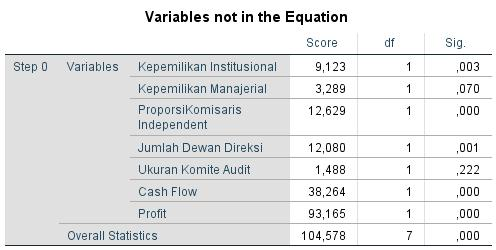 Variables not in the Equation
Score df Sig.
Step 0 Variables Kepemilikan Institusional 9,123 1 ,003
Kepemilikan Manajerial 3,289 1 ,070
ProporsiKomisaris Independent 12,629 1 ,000
Jumlah Dewan Direksi 12,080 1 ,001
Ukuran Komite Audit 1,488 1 ,222
Cash Flow 38,264 1 ,000
Profit 93,165 1 ,000
Overall Statistics 104,578 7 ,000